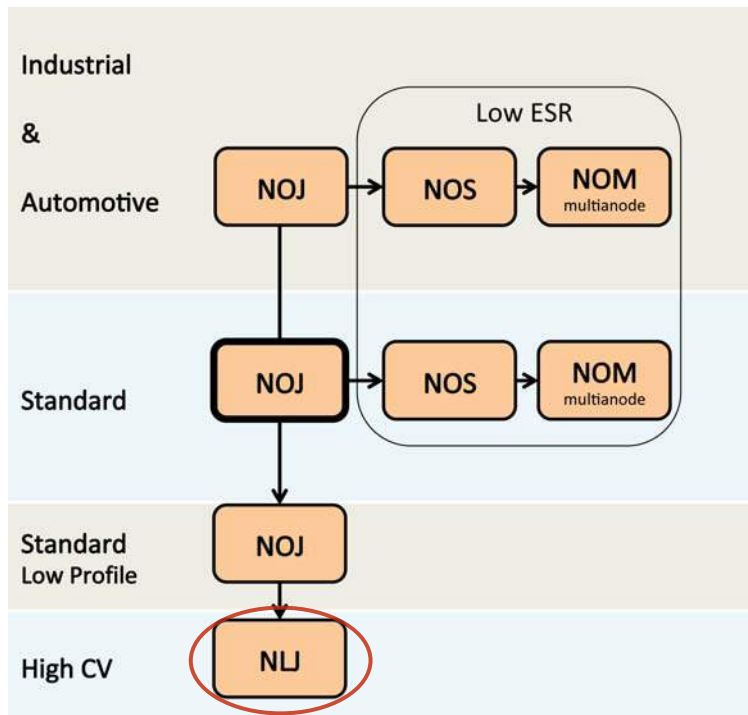 Industrial
&
Automotive
Low ESR
NOJ
NOS
NOM
multianode
Standard
NOJ
NOS
NOM
multianode
Standard
Low Profile
NOJ
High CV
NLJ